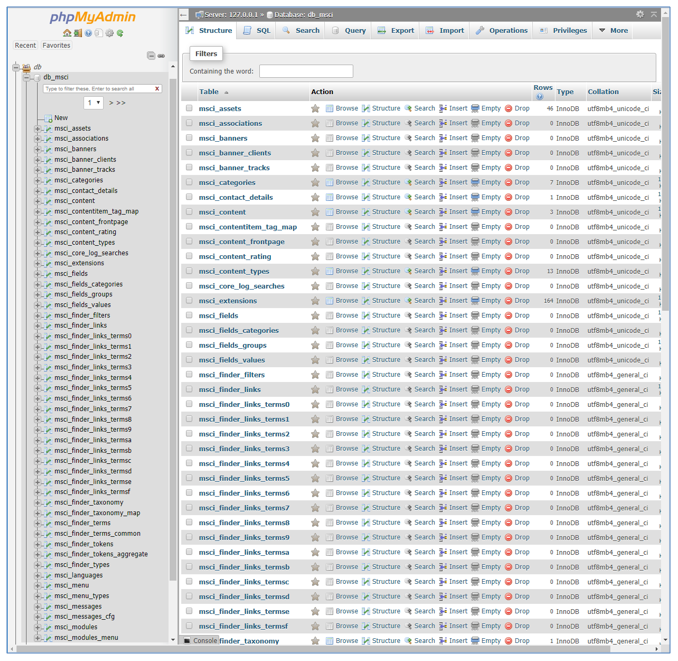 phpMyAdmin
Recent Favorites
db
db_msci
Type to filter these, Enter to search all X
1 > >>
New
msci_assets
msci_associations
msci_banners
msci_banner_clients
msci_banner_tracks
msci_categories
msci_contact_details
msci_content
msci_contentitem_tag_map
msci_content_frontpage
msci_content_rating
msci_content_types
msci_core_log_searches
msci_extensions
msci_fields
msci_fields_categories
msci_fields_groups
msci_fields_values
msci_finder_filters
msci_finder_links
msci_finder_links_terms0
msci_finder_links_terms1
msci_finder_links_terms2
msci_finder_links_terms3
msci_finder_links_terms4
msci_finder_links_terms5
msci_finder_links_terms6
msci_finder_links_terms7
msci_finder_links_terms8
msci_finder_links_terms9
msci_finder_links_termsa
msci_finder_links_termsb
msci_finder_links_termsc
msci_finder_links_termsd
msci_finder_links_termse
msci_finder_links_termsf
msci_finder_taxonomy
msci_finder_taxonomy_map
msci_finder_terms
msci_finder_terms_common
msci_finder_tokens
msci_finder_tokens_aggregate
msci_finder_types
msci_languages
msci_menu
msci_menu_types
msci_messages
msci_messages_cfg
msci_modules
msci_modules_menu
Server: 127.0.0.1 » Database: db_msci
Structure SQL Search Query Export Import Operations Privileges More
Filters
Containing the word:
Table Action Rows Type Collation Si
msci_assets Browse Structure Search Insert Empty Drop 46 InnoDB utf8mb4_unicode_ci
msci_associations Browse Structure Search Insert Empty Drop 0 InnoDB utf8mb4_unicode_ci
msci_banners Browse Structure Search Insert Empty Drop 0 InnoDB utf8mb4_unicode_ci
msci_banner_clients Browse Structure Search Insert Empty Drop 0 InnoDB utf8mb4_unicode_ci
msci_banner_tracks Browse Structure Search Insert Empty Drop 0 InnoDB utf8mb4_unicode_ci
msci_categories Browse Structure Search Insert Empty Drop 7 InnoDB utf8mb4_unicode_ci
msci_contact_details Browse Structure Search Insert Empty Drop 1 InnoDB utf8mb4_unicode_ci
msci_content Browse Structure Search Insert Empty Drop 3 InnoDB utf8mb4_unicode_ci
msci_contentitem_tag_map Browse Structure Search Insert Empty Drop 0 InnoDB utf8mb4_unicode_ci
msci_content_frontpage Browse Structure Search Insert Empty Drop 0 InnoDB utf8mb4_unicode_ci
msci_content_rating Browse Structure Search Insert Empty Drop 0 InnoDB utf8mb4_unicode_ci
msci_content_types Browse Structure Search Insert Empty Drop 13 InnoDB utf8mb4_unicode_ci
msci_core_log_searches Browse Structure Search Insert Empty Drop 0 InnoDB utf8mb4_unicode_ci
msci_extensions Browse Structure Search Insert Empty Drop 164 InnoDB utf8mb4_unicode_ci
msci_fields Browse Structure Search Insert Empty Drop 0 InnoDB utf8mb4_unicode_ci
msci_fields_categories Browse Structure Search Insert Empty Drop 0 InnoDB utf8mb4_unicode_ci
msci_fields_groups Browse Structure Search Insert Empty Drop 0 InnoDB utf8mb4_unicode_ci
msci_fields_values Browse Structure Search Insert Empty Drop 0 InnoDB utf8mb4_unicode_ci
msci_finder_filters Browse Structure Search Insert Empty Drop 0 InnoDB utf8mb4_general_ci
msci_finder_links Browse Structure Search Insert Empty Drop 0 InnoDB utf8mb4_general_ci
msci_finder_links_terms0 Browse Structure Search Insert Empty Drop 0 InnoDB utf8mb4_general_ci
msci_finder_links_terms1 Browse Structure Search Insert Empty Drop 0 InnoDB utf8mb4_general_ci
msci_finder_links_terms2 Browse Structure Search Insert Empty Drop 0 InnoDB utf8mb4_general_ci
msci_finder_links_terms3 Browse Structure Search Insert Empty Drop 0 InnoDB utf8mb4_general_ci
msci_finder_links_terms4 Browse Structure Search Insert Empty Drop 0 InnoDB utf8mb4_general_ci
msci_finder_links_terms5 Browse Structure Search Insert Empty Drop 0 InnoDB utf8mb4_general_ci
msci_finder_links_terms6 Browse Structure Search Insert Empty Drop 0 InnoDB utf8mb4_general_ci
msci_finder_links_terms7 Browse Structure Search Insert Empty Drop 0 InnoDB utf8mb4_general_ci
msci_finder_links_terms8 Browse Structure Search Insert Empty Drop 0 InnoDB utf8mb4_general_ci
msci_finder_links_terms9 Browse Structure Search Insert Empty Drop 0 InnoDB utf8mb4_general_ci
msci_finder_links_termsa Browse Structure Search Insert Empty Drop 0 InnoDB utf8mb4_general_ci
msci_finder_links_termsb Browse Structure Search Insert Empty Drop 0 InnoDB utf8mb4_general_ci
msci_finder_links_termsc Browse Structure Search Insert Empty Drop 0 InnoDB utf8mb4_general_ci
msci_finder_links_termsd Browse Structure Search Insert Empty Drop 0 InnoDB utf8mb4_general_ci
msci_finder_links_termse Browse Structure Search Insert Empty Drop 0 InnoDB utf8mb4_general_ci
msci_finder_links_termsf Browse Structure Search Insert Empty Drop 0 InnoDB utf8mb4_general_ci
Console _finder_taxonomy Browse Structure Search Insert Empty Drop 1 InnoDB utf8mb4_general_ci